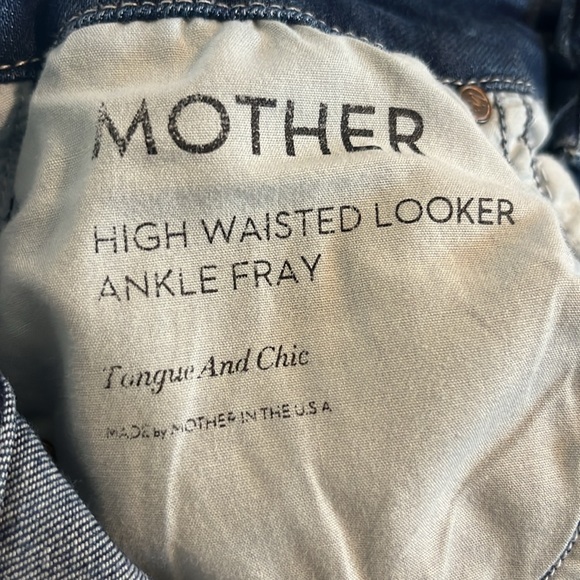 MOTHER
HIGH WAISTED LOOKER
ANKLE FRAY
Tongue And Chic
MADE by MOTHER IN THE U.S.A